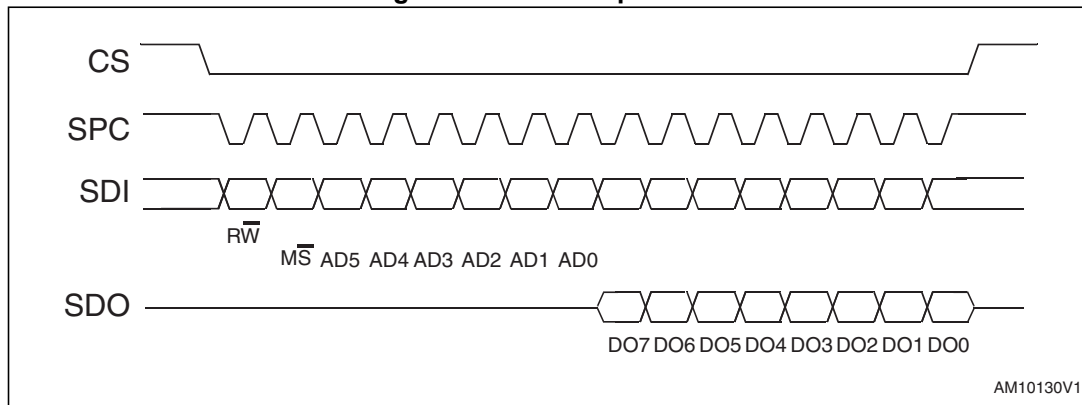 CS
SPC
SDI
RW
MS AD5 AD4 AD3 AD2 AD1 AD0
SDO
DO7 DO6 DO5 DO4 DO3 DO2 DO1 DO0
AM10130V1